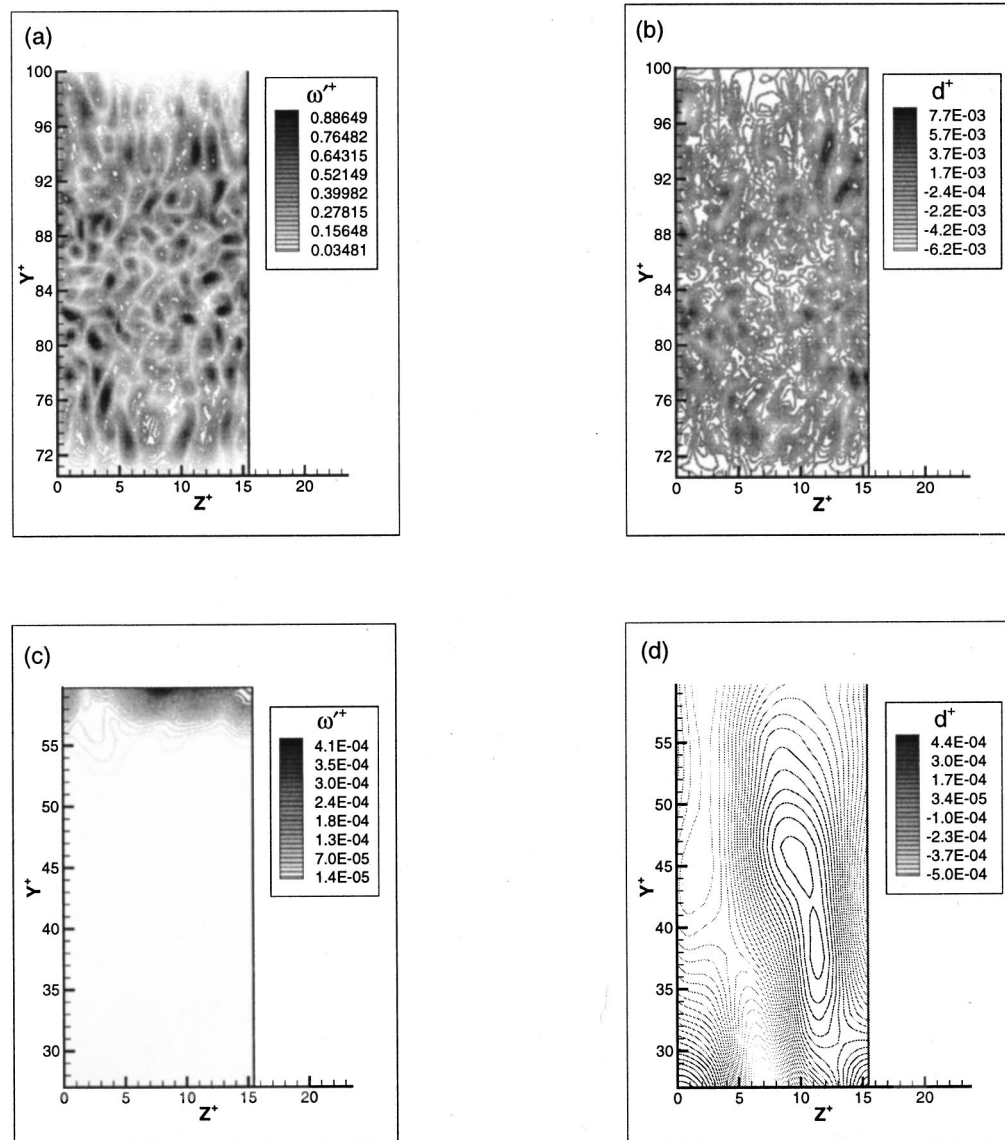 (a)
ω′+
0.88649
0.76482
0.64315
0.52149
0.39982
0.27815
0.15648
0.03481
100
96
92
88
84
80
76
72
Y+
0 5 10 15 20
Z+
(b)
d+
7.7E-03
5.7E-03
3.7E-03
1.7E-03
-2.4E-04
-2.2E-03
-4.2E-03
-6.2E-03
100
96
92
88
84
80
76
72
Y+
0 5 10 15 20
Z+
(c)
ω′+
4.1E-04
3.5E-04
3.0E-04
2.4E-04
1.8E-04
1.3E-04
7.0E-05
1.4E-05
55
50
45
40
35
30
Y+
0 5 10 15 20
Z+
(d)
d+
4.4E-04
3.0E-04
1.7E-04
3.4E-05
-1.0E-04
-2.3E-04
-3.7E-04
-5.0E-04
55
50
45
40
35
30
Y+
0 5 10 15 20
Z+